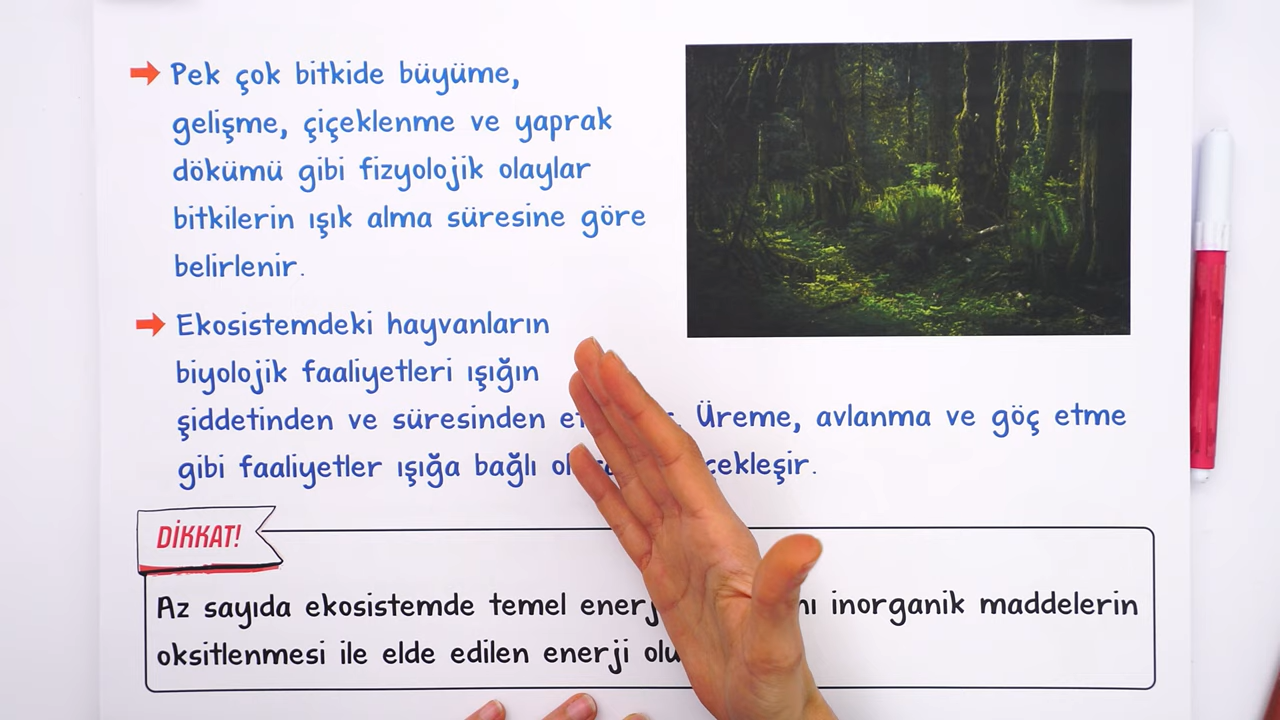 Pek çok bitkide büyüme,
gelişme, çiçeklenme ve yaprak
dökümü gibi fizyolojik olaylar
bitkilerin ışık alma süresine göre
belirlenir.
Ekosistemdeki hayvanların
biyolojik faaliyetleri ışığın
şiddetinden ve süresinden Üreme, avlanma ve göç etme
gibi faaliyetler ışığa bağlı
DİKKAT!
Az sayıda ekosistemde temel inorganik maddelerin
oksitlenmesi ile elde edilen enerji